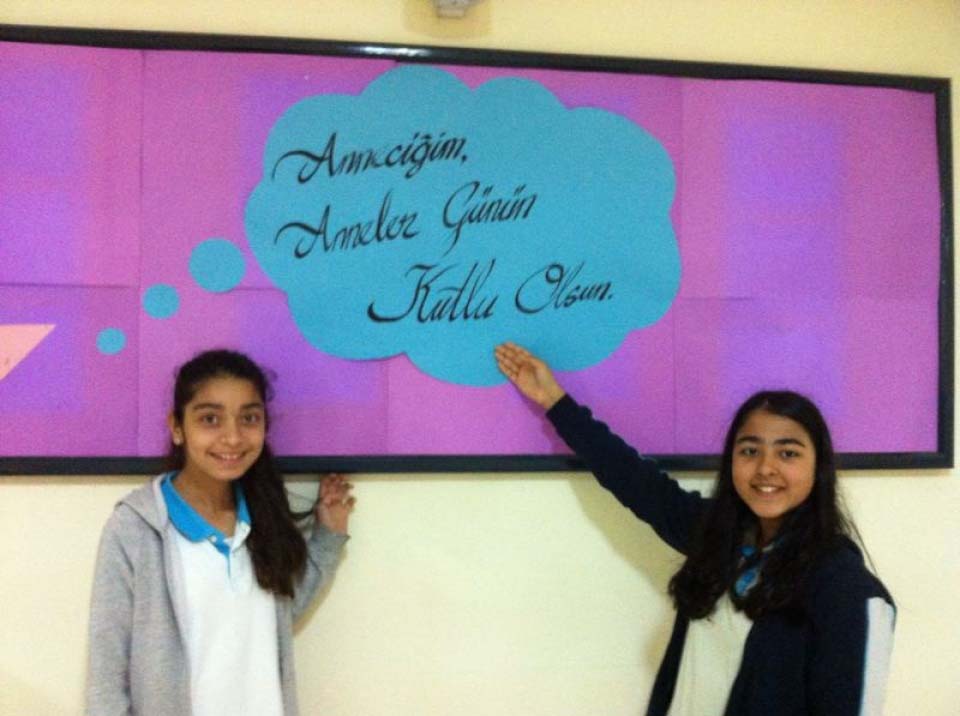 Anneciğim,
Anneler Günün
Kutlu Olsun.